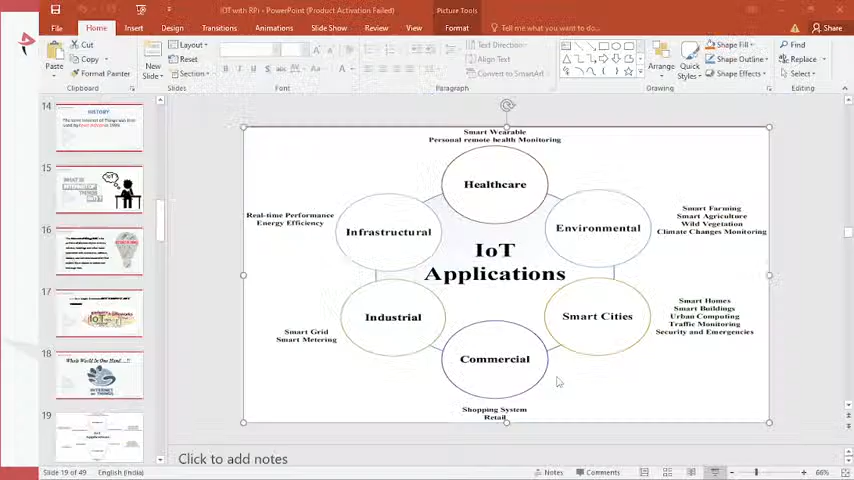 IOT with RPi - PowerPoint (Product Activation Failed)
Picture Tools
File Home Insert Design Transitions Animations Slide Show Review View Format Tell me what you want to do... Share
Paste
Cut
Copy
Format Painter
Clipboard
New Slide
Layout
Reset
Section
Slides
B I U S abc
Font
Text Direction
Align Text
Convert to SmartArt
Paragraph
Arrange
Quick Styles
Shape Fill
Shape Outline
Shape Effects
Drawing
Find
Replace
Select
Editing
14
HISTORY
15
WHAT IS
INTERNET OF
THINGS
IoT
16
17
IoT
18
Whole World In One Hand...!!
INTERNET
OF THINGS
19
Smart Wearable
Personal remote health Monitoring
Healthcare
Real-time Performance
Energy Efficiency
Infrastructural
Environmental
Smart Farming
Smart Agriculture
Wild Vegetation
Climate Changes Monitoring
IoT
Applications
Smart Grid
Smart Metering
Industrial
Smart Cities
Smart Homes
Smart Buildings
Urban Computing
Traffic Monitoring
Security and Emergencies
Commercial
Shopping System
Retail
Click to add notes
Slide 19 of 49 English (India) Notes Comments 66%